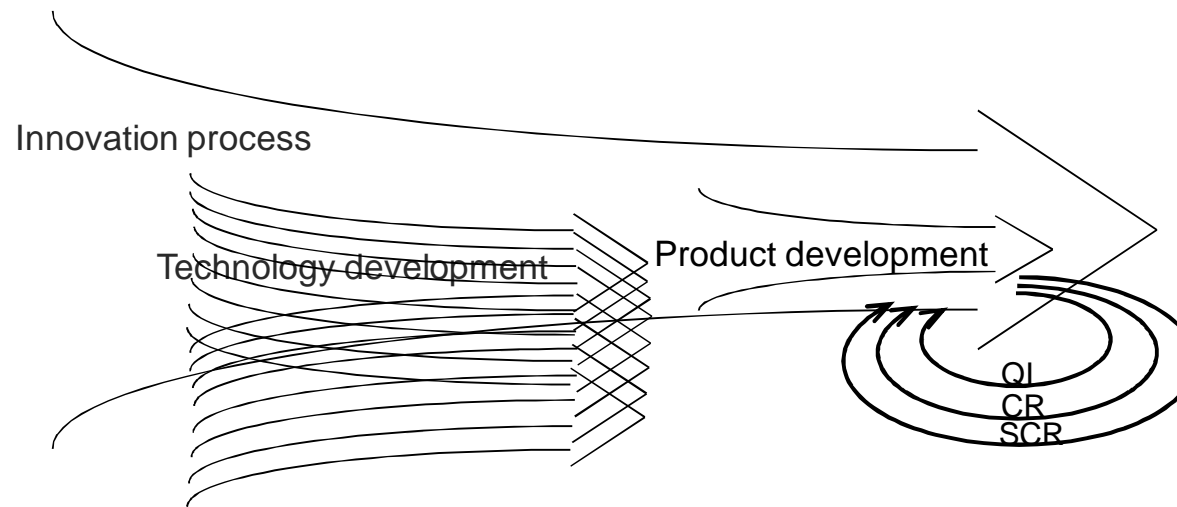 Innovation process
Technology development
Product development
QI
CR
SCR